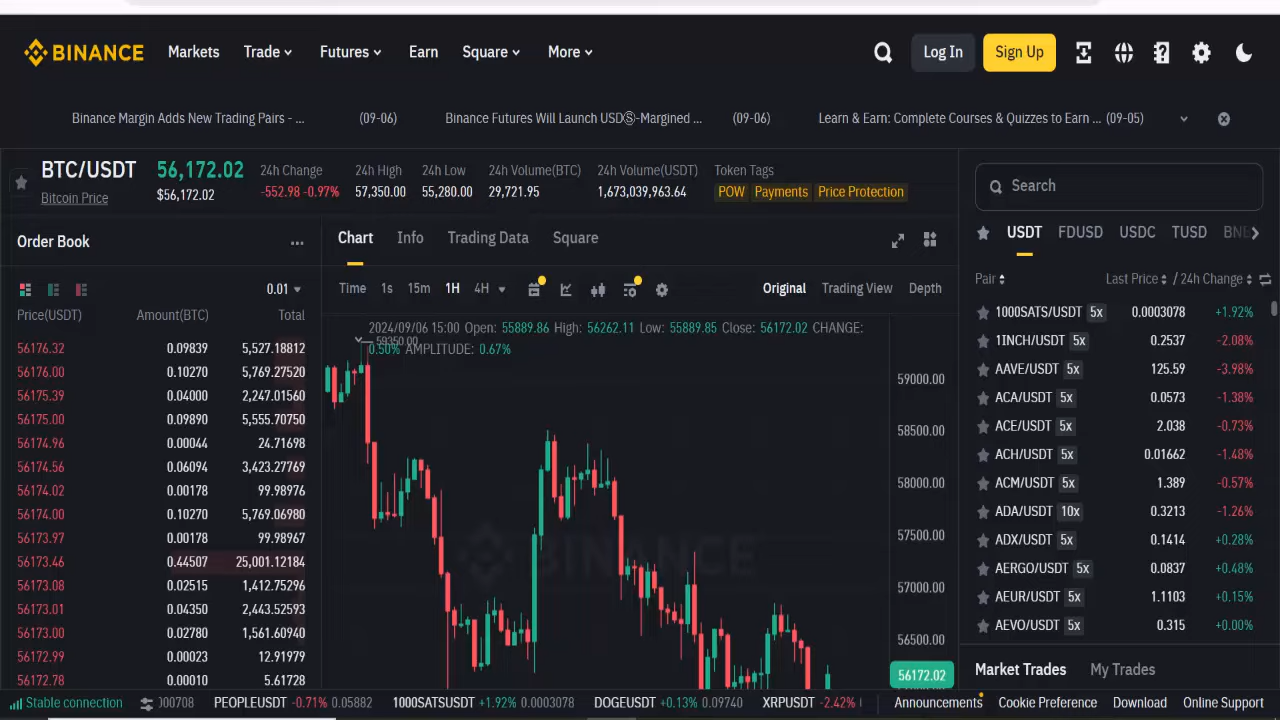 BINANCE Markets Trade Futures Earn Square More Log In Sign Up
Binance Margin Adds New Trading Pairs - ... (09-06) Binance Futures Will Launch USDⓈ-Margined ... (09-06) Learn & Earn: Complete Courses & Quizzes to Earn ... (09-05)
BTC/USDT 56,172.02 24h Change 24h High 24h Low 24h Volume(BTC) 24h Volume(USDT) Token Tags
Bitcoin Price $56,172.02 -552.98 -0.97% 57,350.00 55,280.00 29,721.95 1,673,039,963.64 POW Payments Price Protection
Order Book ...
0.01
Price(USDT) Amount(BTC) Total
56176.32 0.09839 5,527.18812
56176.00 0.10270 5,769.27520
56175.39 0.04000 2,247.01560
56175.00 0.09890 5,555.70750
56174.96 0.00044 24.71698
56174.56 0.06094 3,423.27769
56174.02 0.00178 99.98976
56174.00 0.10270 5,769.06980
56173.97 0.00178 99.98967
56173.46 0.44507 25,001.12184
56173.08 0.02515 1,412.75296
56173.01 0.04350 2,443.52593
56173.00 0.02780 1,561.60940
56172.99 0.00023 12.91979
56172.78 0.00010 5.61728
Chart Info Trading Data Square
Time 1s 15m 1H 4H Original Trading View Depth
2024/09/06 15:00 Open: 55889.86 High: 56262.11 Low: 55889.85 Close: 56172.02 CHANGE:
59350.00
0.50% AMPLITUDE: 0.67%
59000.00
58500.00
58000.00
57500.00
57000.00
56500.00
56172.02
BINANCE
Search
USDT FDUSD USDC TUSD
Pair Last Price / 24h Change
1000SATS/USDT 5x 0.0003078 +1.92%
1INCH/USDT 5x 0.2537 -2.08%
AAVE/USDT 5x 125.59 -3.98%
ACA/USDT 5x 0.0573 -1.38%
ACE/USDT 5x 2.038 -0.73%
ACH/USDT 5x 0.01662 -1.48%
ACM/USDT 5x 1.389 -0.57%
ADA/USDT 10x 0.3213 -1.26%
ADX/USDT 5x 0.1414 +0.28%
AERGO/USDT 5x 0.0837 +0.48%
AEUR/USDT 5x 1.1103 +0.15%
AEVO/USDT 5x 0.315 +0.00%
Market Trades My Trades
Stable connection 000708 PEOPLEUSDT -0.71% 0.05882 1000SATSUSDT +1.92% 0.0003078 DOGEUSDT +0.13% 0.09740 XRPUSDT -2.42% Announcements Cookie Preference Download Online Support